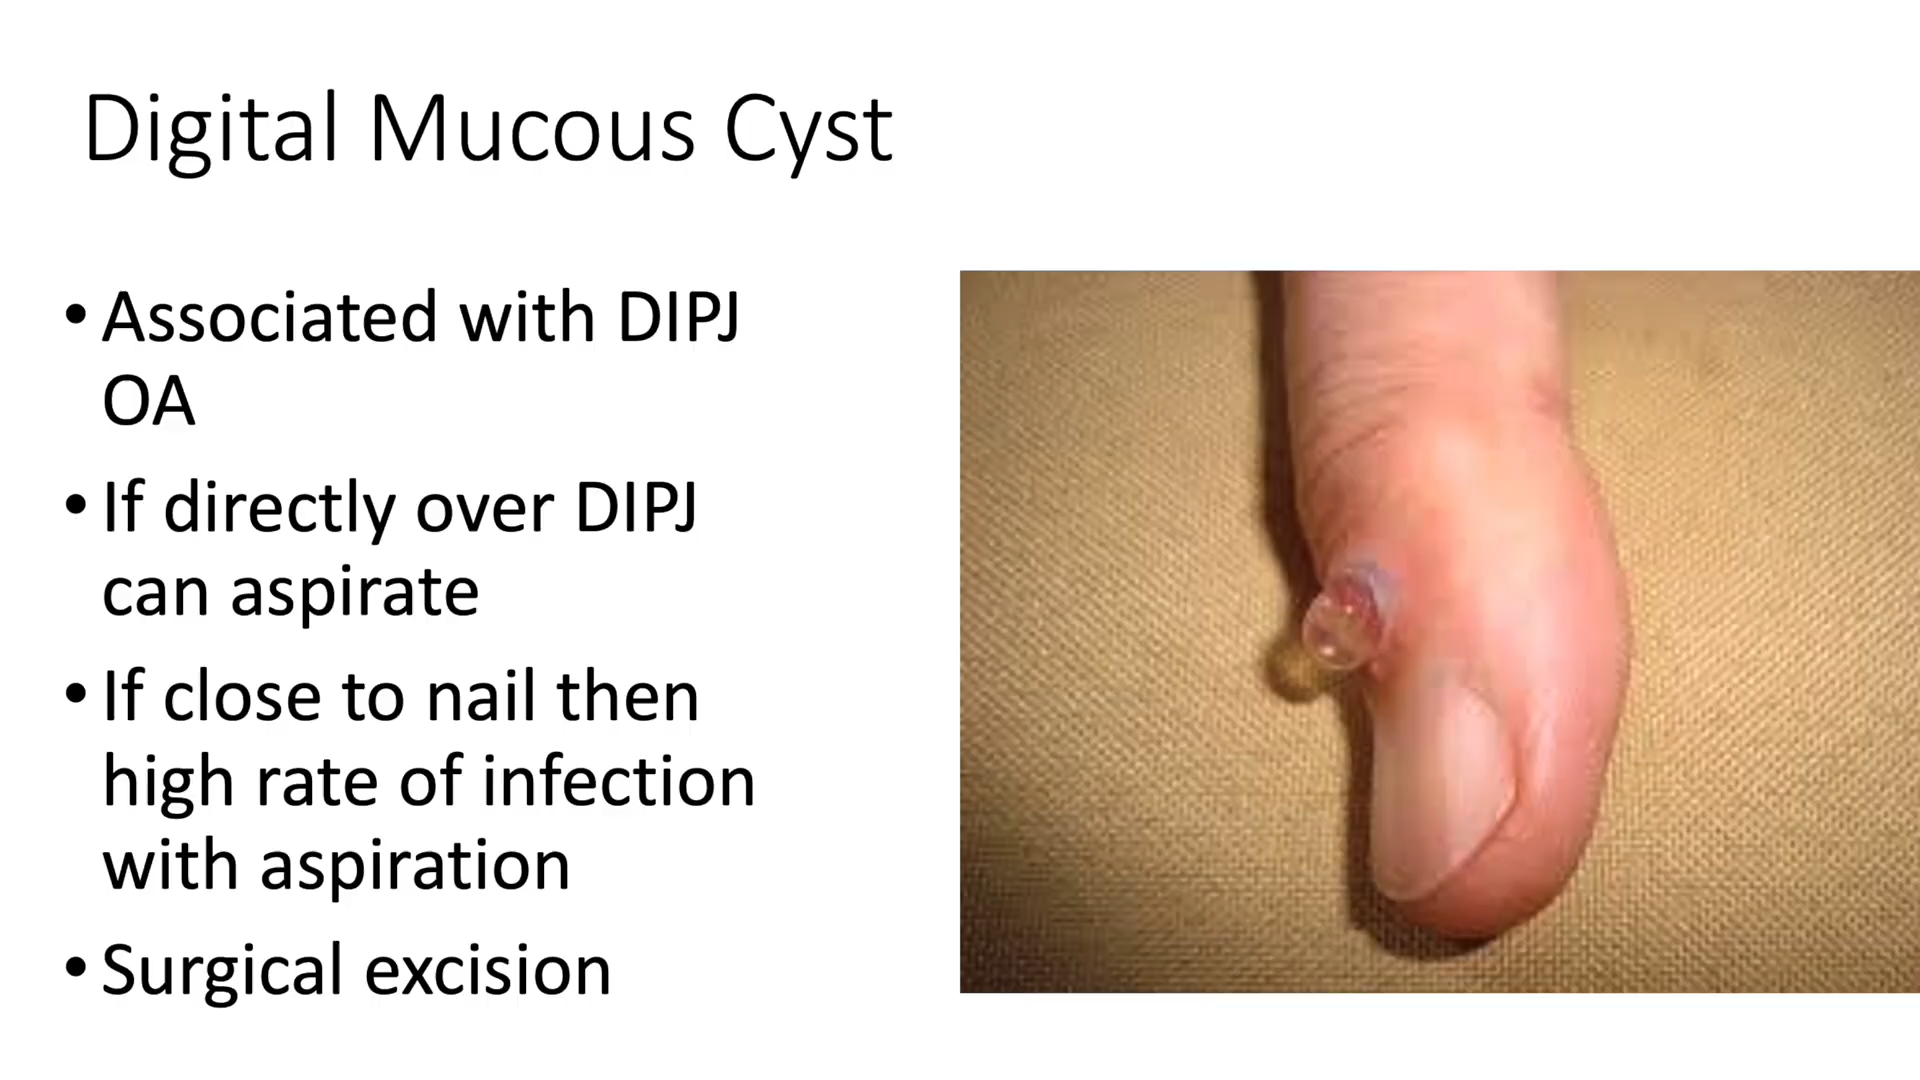 Digital Mucous Cyst
• Associated with DIPJ
OA
• If directly over DIPJ
can aspirate
• If close to nail then
high rate of infection
with aspiration
• Surgical excision